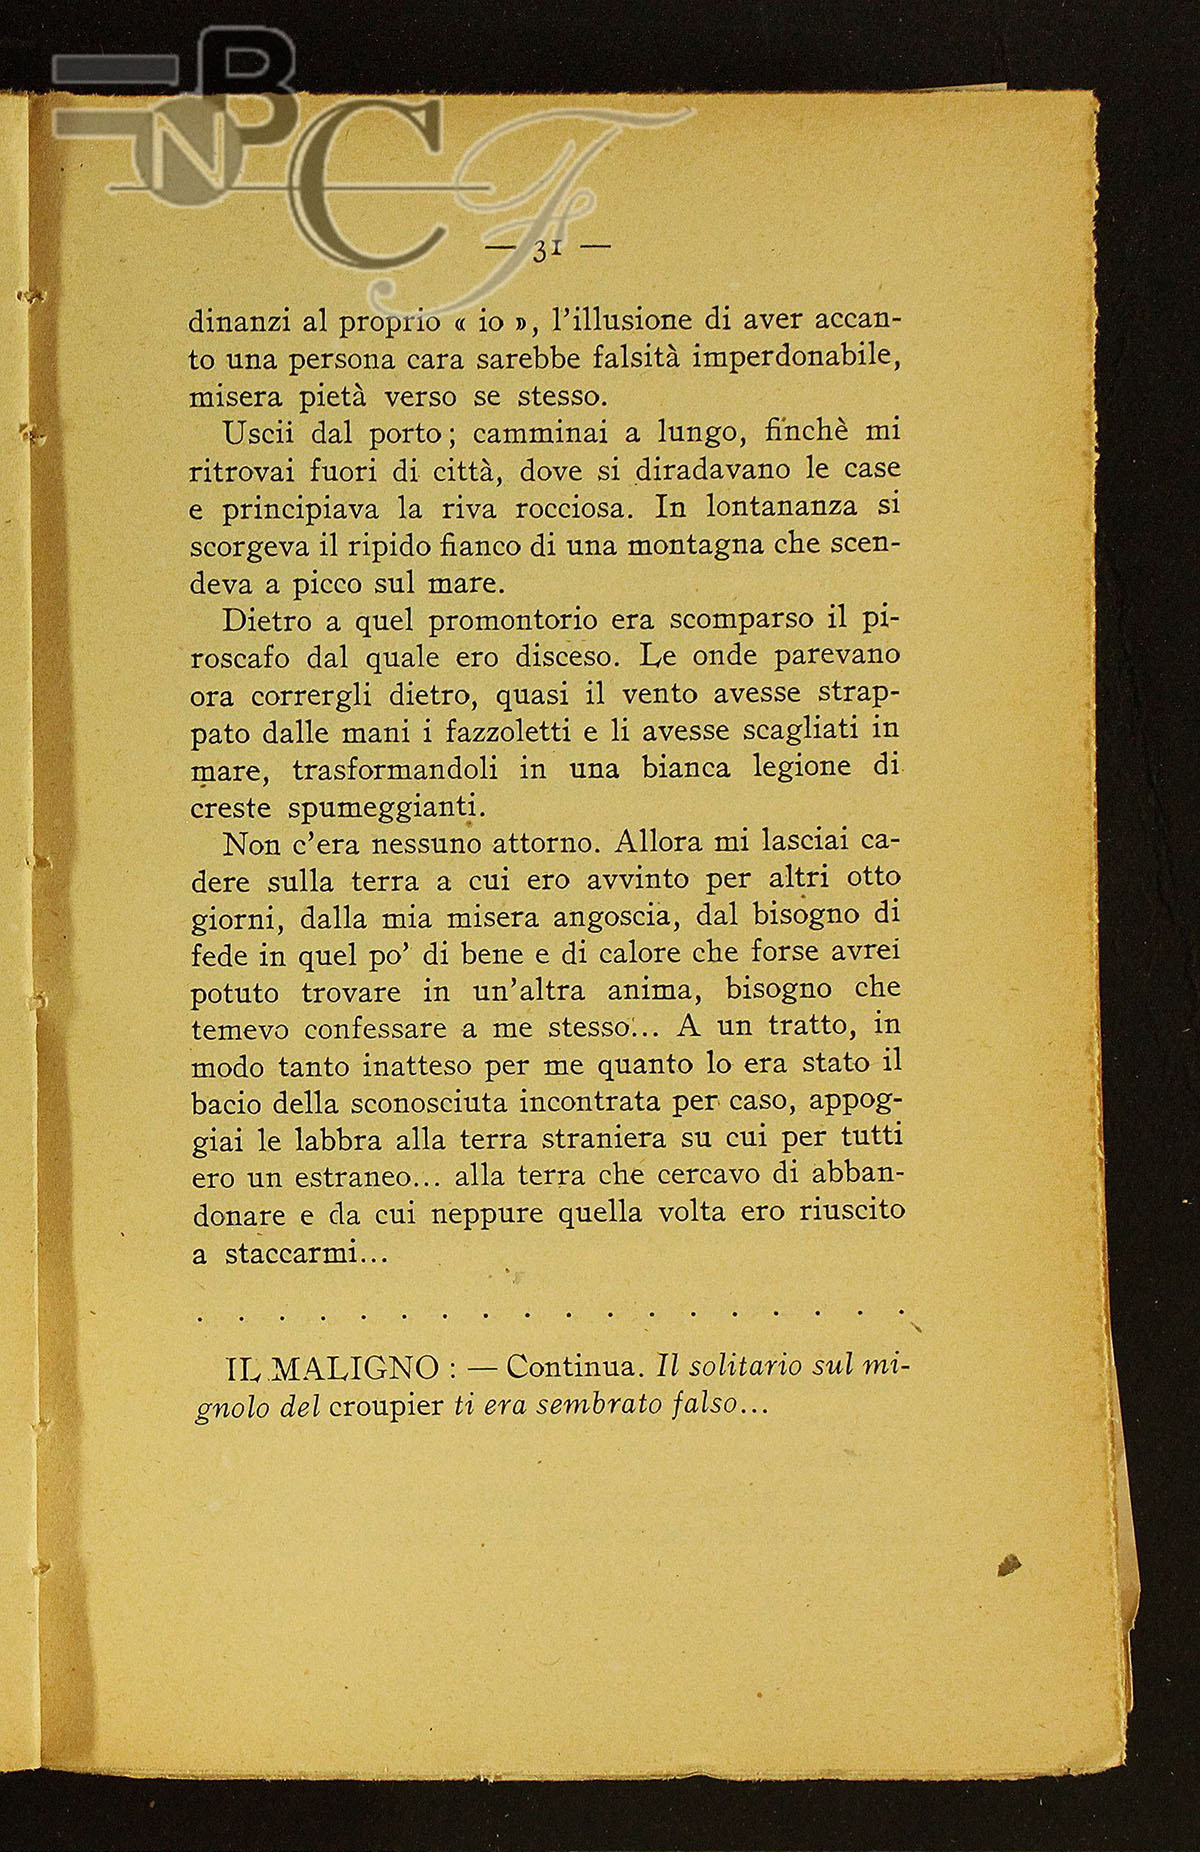 NBCF
— 31 —
dinanzi al proprio « io », l'illusione di aver accan-
to una persona cara sarebbe falsità imperdonabile,
misera pietà verso se stesso.
Uscii dal porto; camminai a lungo, finchè mi
ritrovai fuori di città, dove si diradavano le case
e principiava la riva rocciosa. In lontananza si
scorgeva il ripido fianco di una montagna che scen-
deva a picco sul mare.
Dietro a quel promontorio era scomparso il pi-
roscafo dal quale ero disceso. Le onde parevano
ora corrergli dietro, quasi il vento avesse strap-
pato dalle mani i fazzoletti e li avesse scagliati in
mare, trasformandoli in una bianca legione di
creste spumeggianti.
Non c'era nessuno attorno. Allora mi lasciai ca-
dere sulla terra a cui ero avvinto per altri otto
giorni, dalla mia misera angoscia, dal bisogno di
fede in quel po' di bene e di calore che forse avrei
potuto trovare in un'altra anima, bisogno che
temevo confessare a me stesso... A un tratto, in
modo tanto inatteso per me quanto lo era stato il
bacio della sconosciuta incontrata per caso, appog-
giai le labbra alla terra straniera su cui per tutti
ero un estraneo... alla terra che cercavo di abban-
donare e da cui neppure quella volta ero riuscito
a staccarmi...
. . . . . . . . . . . . . . . . . .
IL MALIGNO : — Continua. Il solitario sul mi-
gnolo del croupier ti era sembrato falso...